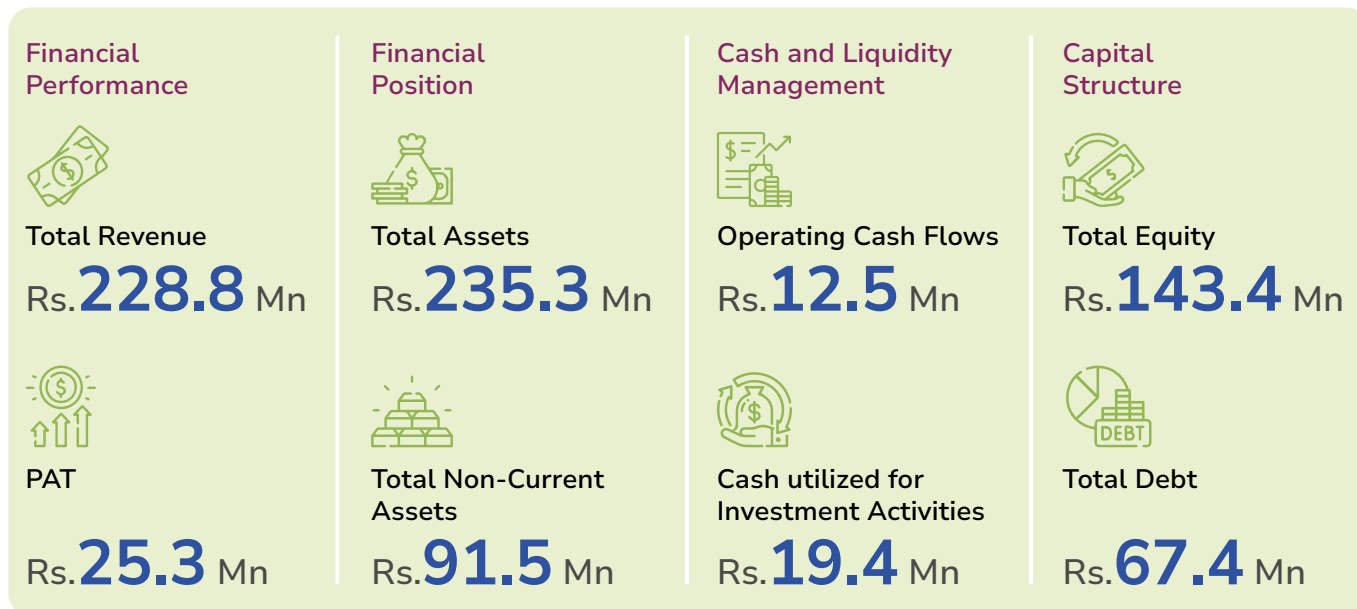 Financial
Performance
Total Revenue
Rs.228.8 Mn
PAT
Rs.25.3 Mn
Financial
Position
Total Assets
Rs.235.3 Mn
Total Non-Current
Assets
Rs.91.5 Mn
Cash and Liquidity
Management
Operating Cash Flows
Rs.12.5 Mn
Cash utilized for
Investment Activities
Rs.19.4 Mn
Capital
Structure
Total Equity
Rs.143.4 Mn
DEBT
Total Debt
Rs.67.4 Mn